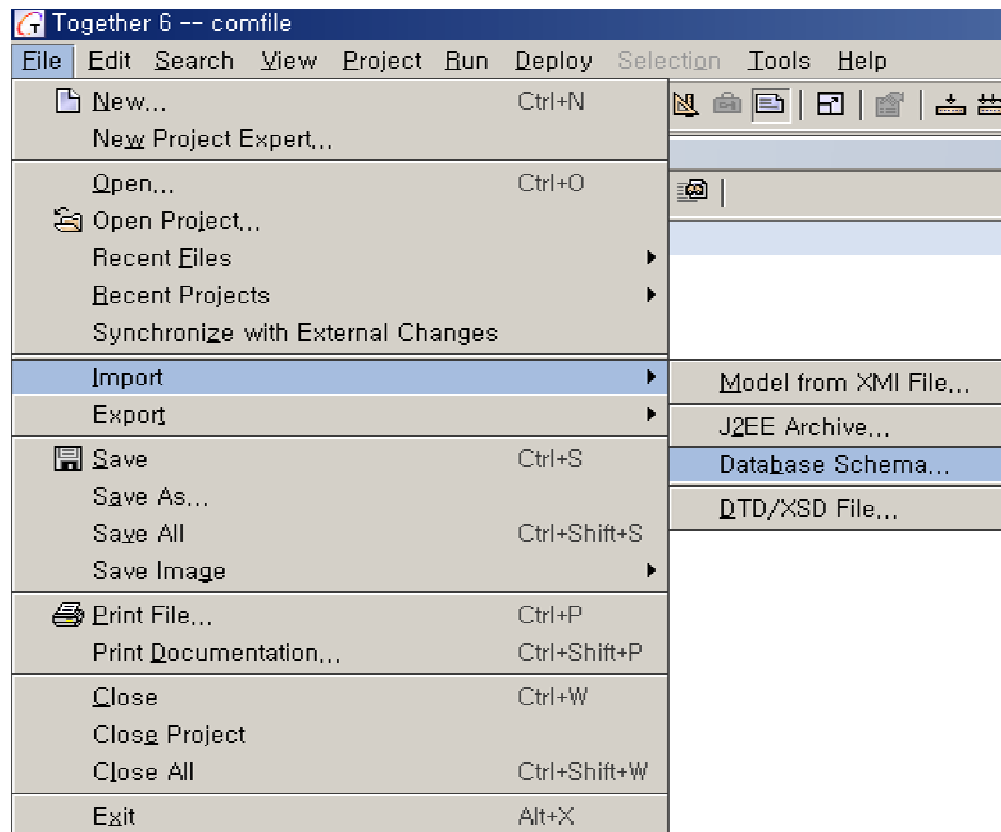 Together 6 -- comfile
File Edit Search View Project Run Deploy Selection Tools Help
New... Ctrl+N
New Project Expert...
Open... Ctrl+O
Open Project...
Recent Files
Recent Projects
Synchronize with External Changes
Import
Export
Save Ctrl+S
Save As...
Save All Ctrl+Shift+S
Save Image
Print File... Ctrl+P
Print Documentation... Ctrl+Shift+P
Close Ctrl+W
Close Project
Close All Ctrl+Shift+W
Exit Alt+X
Model from XMI File...
J2EE Archive...
Database Schema...
DTD/XSD File...